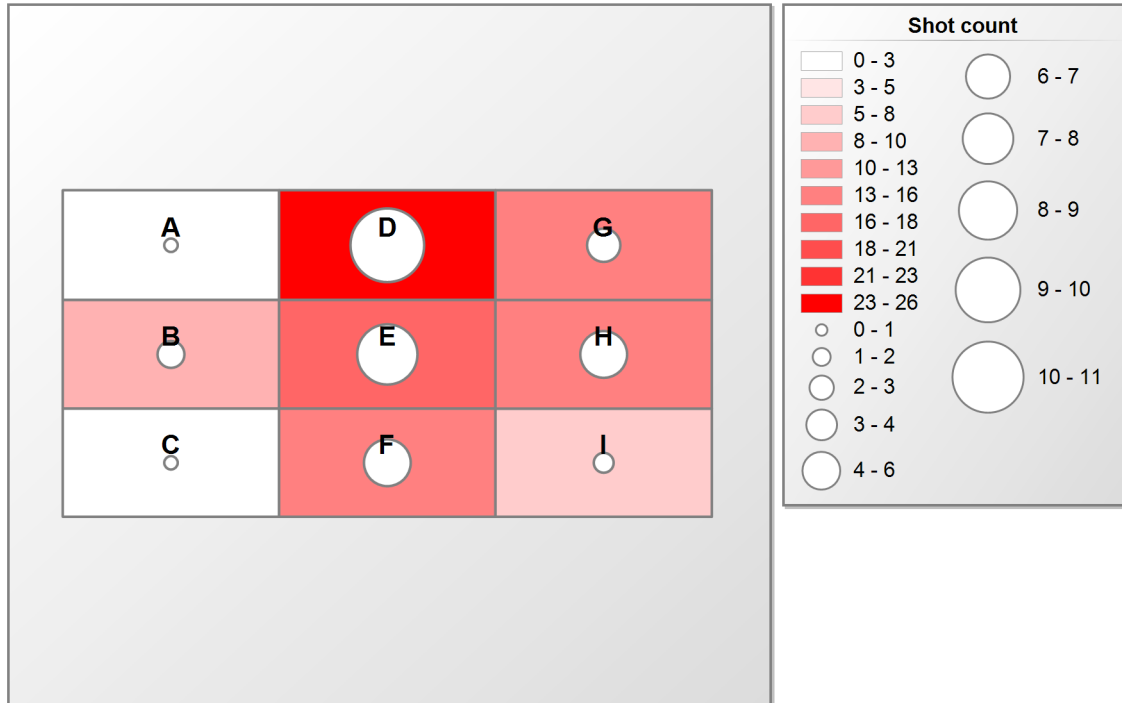 Shot count
0 - 3
3 - 5
5 - 8
8 - 10
10 - 13
13 - 16
16 - 18
18 - 21
21 - 23
23 - 26
0 - 1
1 - 2
2 - 3
3 - 4
4 - 6
6 - 7
7 - 8
8 - 9
9 - 10
10 - 11
A D G
B E H
C F I